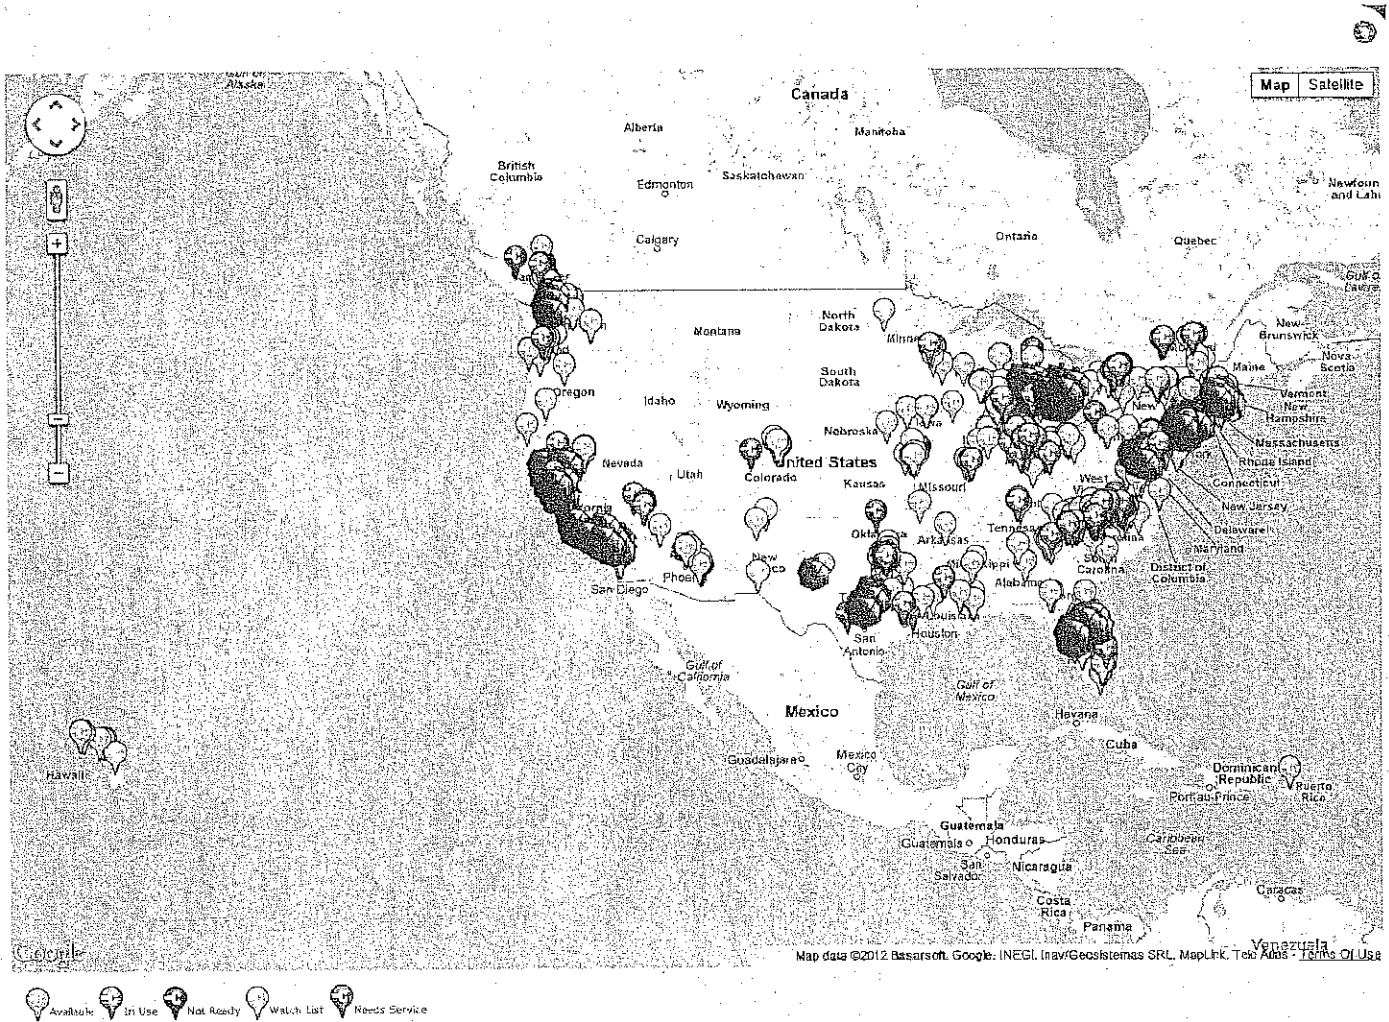 Gulf of
Alaska
Canada
Map
Satellite
Alberta
Manitoba
British
Columbia
Edmonton
Saskatchewan
Calgary
Ontario
Quebec
North
Dakota
Montana
South
Dakota
New
Brunswick
Nova
Scotia
Maine
Vermont
New
Hampshire
Massachusetts
Rhode Island
Connecticut
New Jersey
Delaware
Maryland
District of
Columbia
Oregon
Idaho
Wyoming
Nebraska
Nevada
Utah
Colorado
United States
Kansas
Missouri
West
Arkansas
South
Carolina
San Diego
New
San
Antonio
Houston
Gulf of
California
Gulf of
Mexico
Mexico
Havana
Cuba
Guadalajara
Mexico
City
Dominican
Republic
Port-au-Prince
Puerto
Rico
Hawaii
Guatemala
Guatemala
Honduras
San
Salvador
Nicaragua
Caribbean
Sea
Costa
Rica
Panama
Caracas
Venezuela
Google
Map data ©2012 Basarsoft, Google, INEGI, Inav/Geosistemas SRL, MapLink, Tele Atlas - Terms Of Use
Available In Use Not Ready Watch List Needs Service